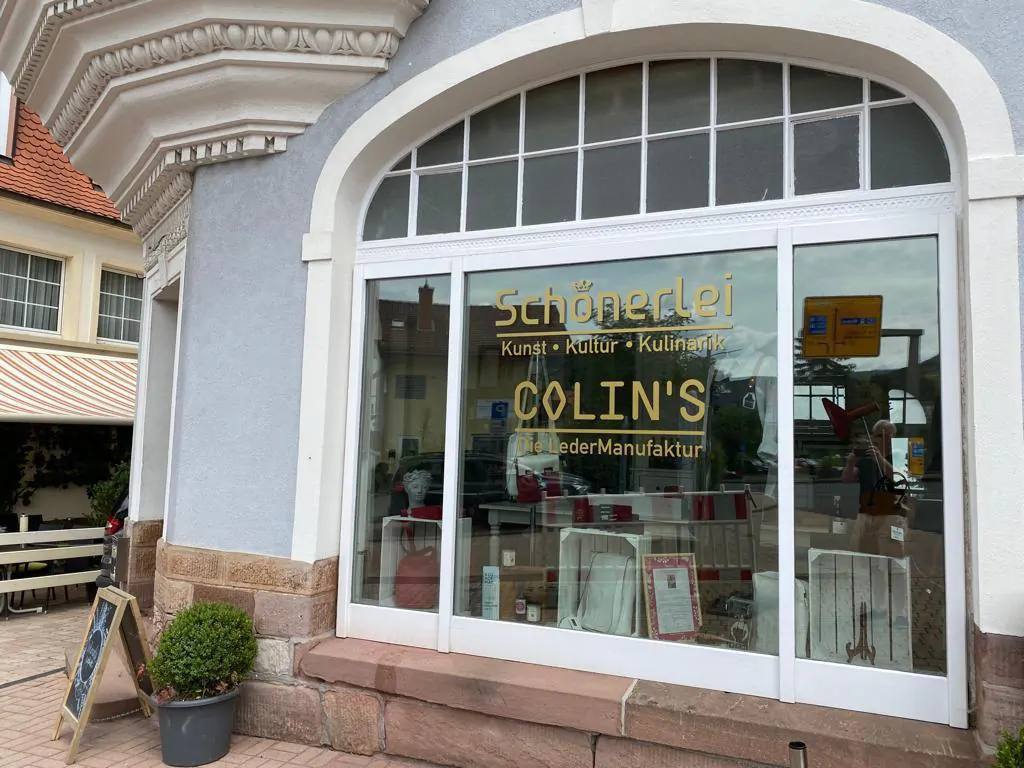 Schönerlei
Kunst • Kultur • Kulinarik
COLIN'S
Die LederManufaktur